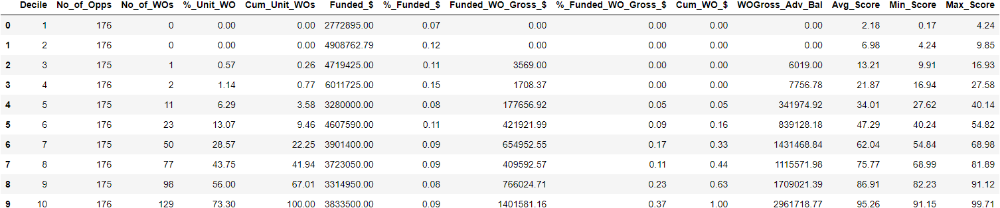 Decile No_of_Opps No_of_WOs %_Unit_WO Cum_Unit_WOs Funded_$ %_Funded_$ Funded_WO_Gross_$ %_Funded_WO_Gross_$ Cum_WO_$ WOGross_Adv_Bal Avg_Score Min_Score Max_Score
0 1 176 0 0.00 0.00 2772895.00 0.07 0.00 0.00 0.00 0.00 2.18 0.17 4.24
1 2 176 0 0.00 0.00 4908762.79 0.12 0.00 0.00 0.00 0.00 6.98 4.24 9.85
2 3 175 1 0.57 0.26 4719425.00 0.11 3569.00 0.00 0.00 6019.00 13.21 9.91 16.93
3 4 176 2 1.14 0.77 6011725.00 0.15 1708.37 0.00 0.00 7756.78 21.87 16.94 27.58
4 5 175 11 6.29 3.58 3280000.00 0.08 177656.92 0.05 0.05 341974.92 34.01 27.62 40.14
5 6 176 23 13.07 9.46 4607590.00 0.11 421921.99 0.09 0.16 839128.18 47.29 40.24 54.82
6 7 175 50 28.57 22.25 3901400.00 0.09 654952.55 0.17 0.33 1431468.84 62.04 54.84 68.98
7 8 176 77 43.75 41.94 3723050.00 0.09 409592.57 0.11 0.44 1115571.98 75.77 68.99 81.89
8 9 175 98 56.00 67.01 3314950.00 0.08 766024.71 0.23 0.63 1709021.39 86.91 82.23 91.12
9 10 176 129 73.30 100.00 3833500.00 0.09 1401581.16 0.37 1.00 2961718.77 95.26 91.15 99.71